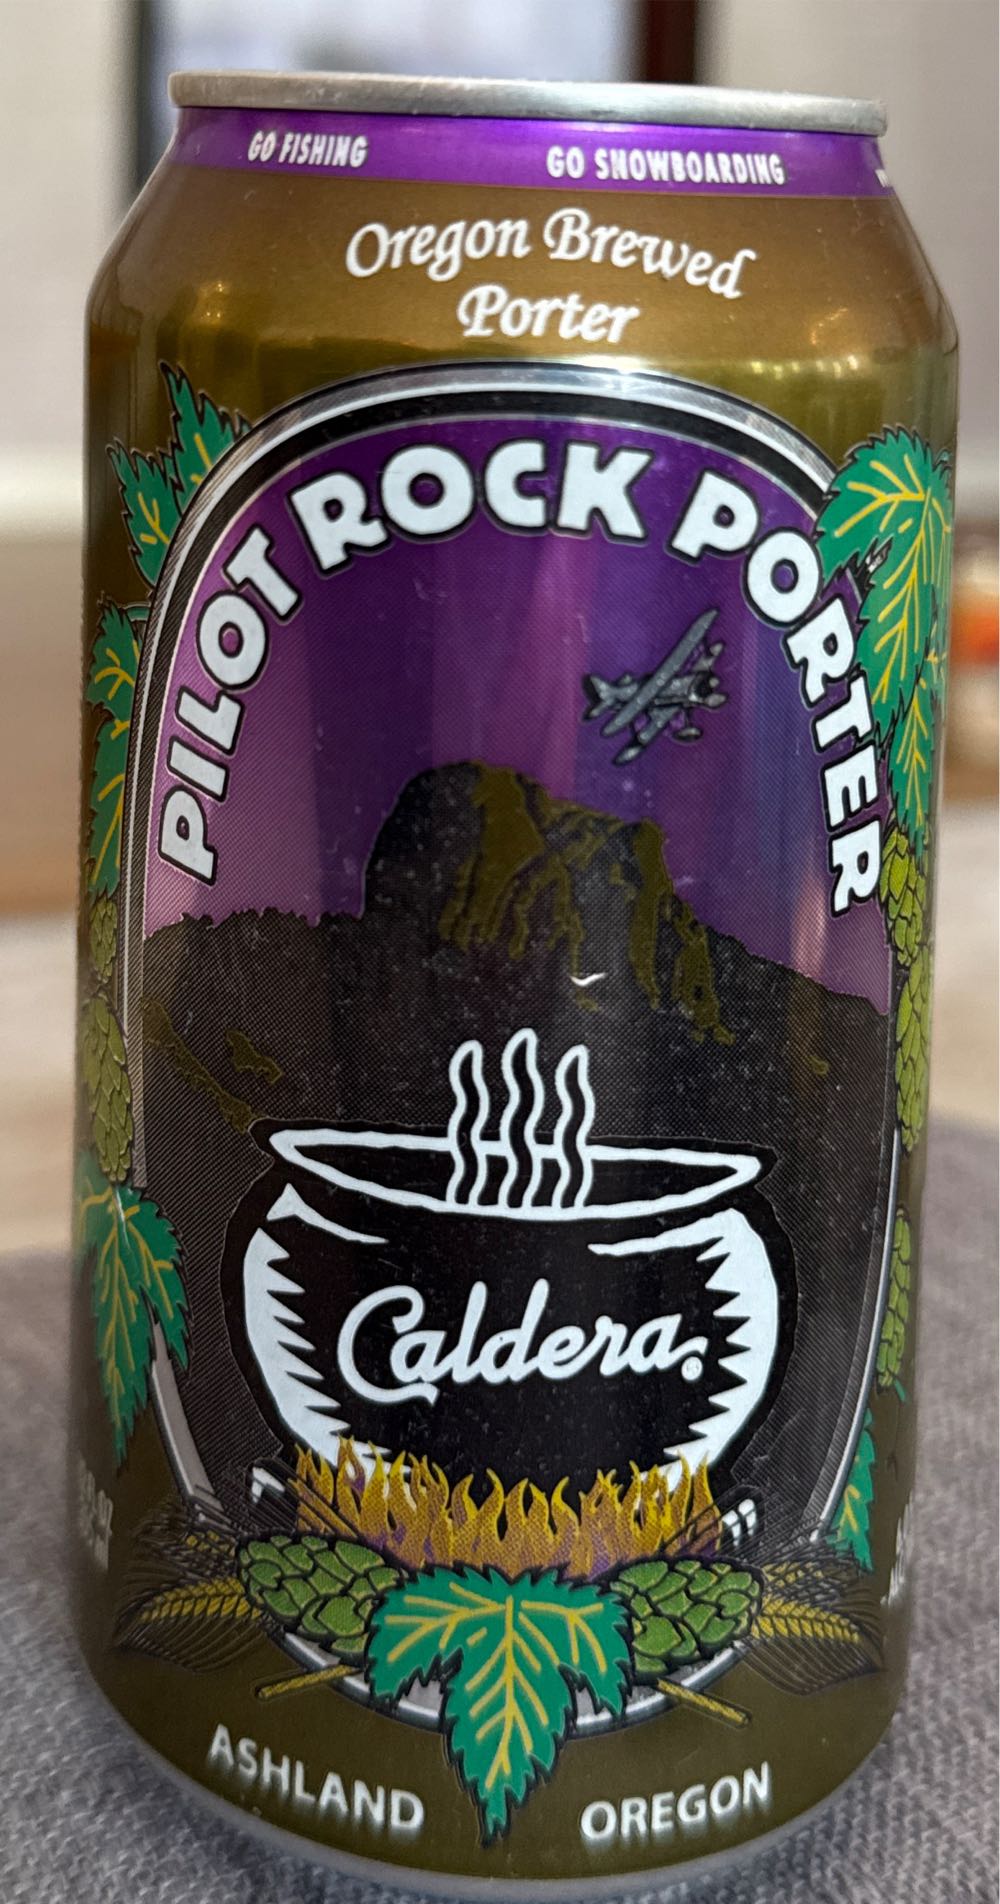 GO FISHING GO SNOWBOARDING
Oregon Brewed
Porter
PILOT ROCK PORTER
Caldera
ASHLAND OREGON